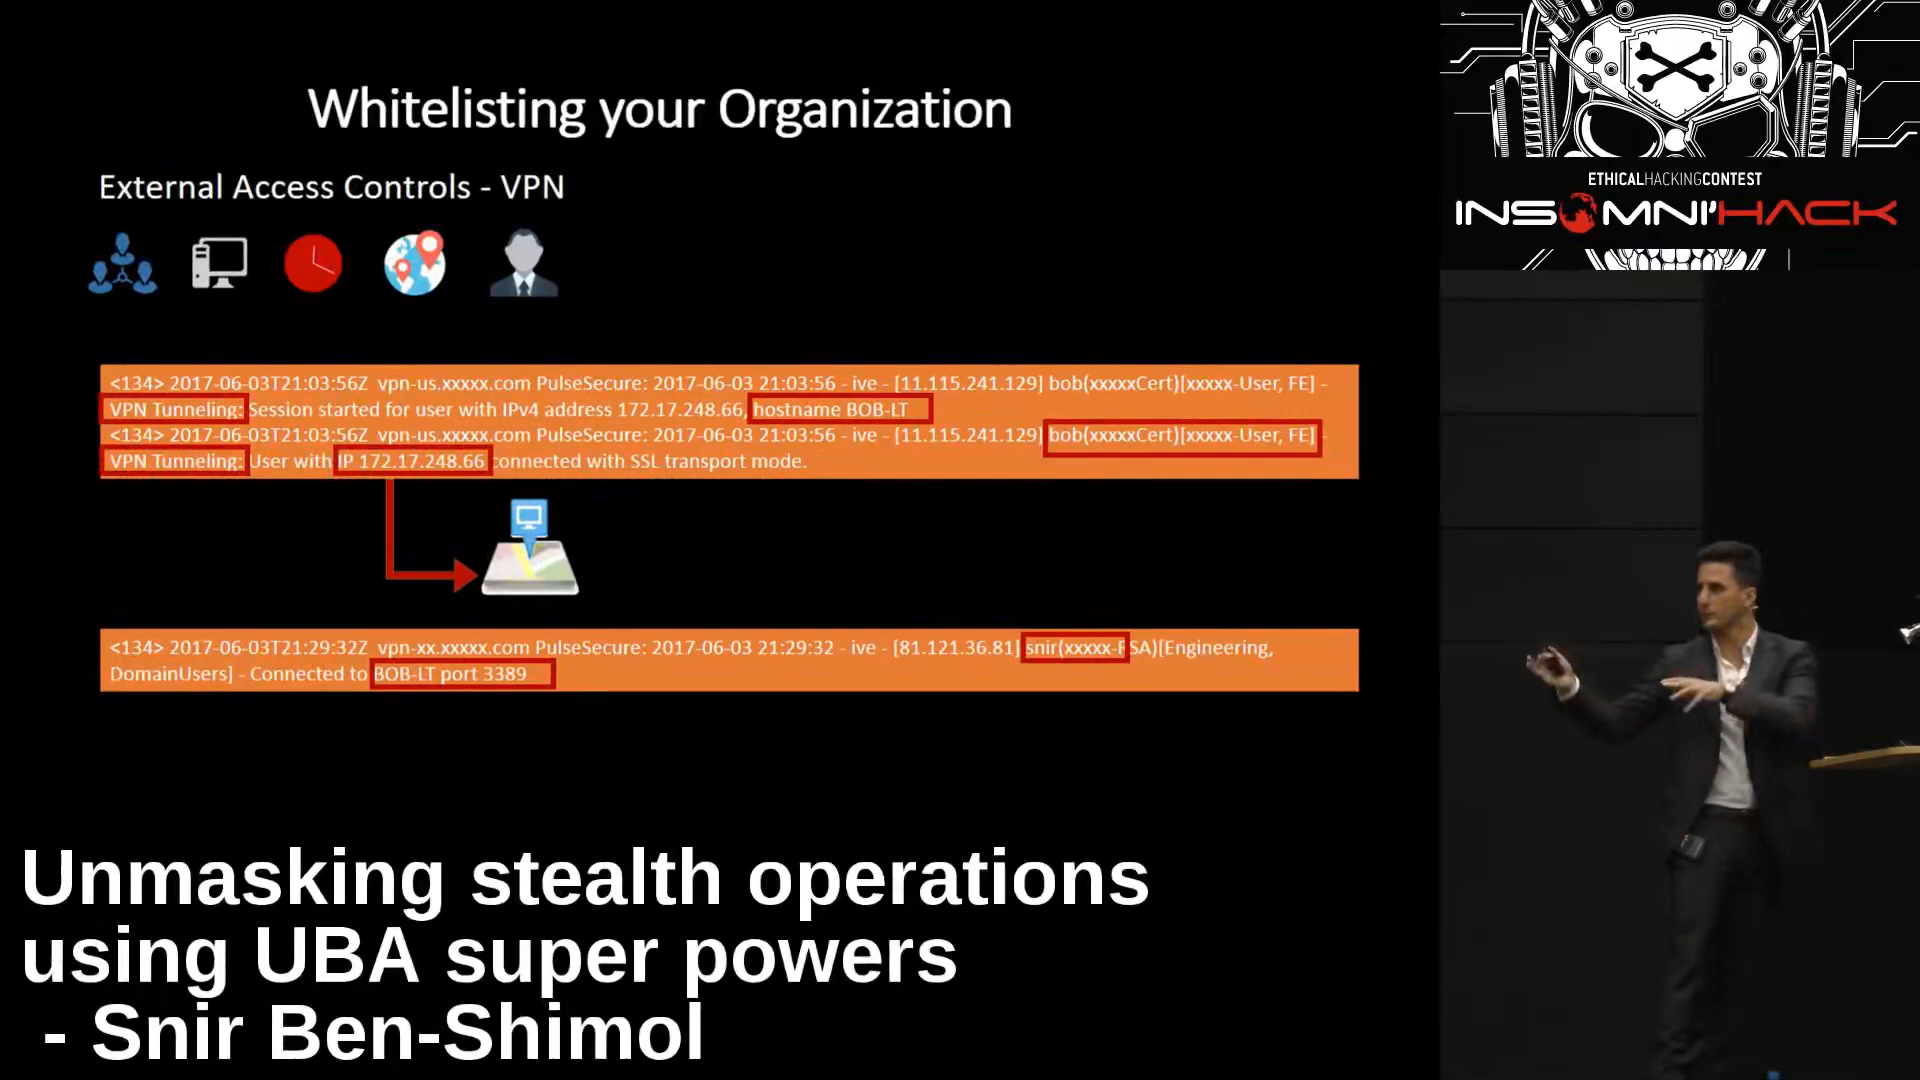 Whitelisting your Organization
External Access Controls - VPN
<134> 2017-06-03T21:03:56Z vpn-us.xxxxx.com PulseSecure: 2017-06-03 21:03:56 - ive - [11.115.241.129] bob(xxxxxCert)[xxxxx-User, FE] -
VPN Tunneling: Session started for user with IPv4 address 172.17.248.66, hostname BOB-LT
<134> 2017-06-03T21:03:56Z vpn-us.xxxxx.com PulseSecure: 2017-06-03 21:03:56 - ive - [11.115.241.129] bob(xxxxxCert)[xxxxx-User, FE] -
VPN Tunneling: User with IP 172.17.248.66 connected with SSL transport mode.
<134> 2017-06-03T21:29:32Z vpn-xx.xxxxx.com PulseSecure: 2017-06-03 21:29:32 - ive - [81.121.36.81] snir(xxxxx-RSA)[Engineering,
DomainUsers] - Connected to BOB-LT port 3389
Unmasking stealth operations
using UBA super powers
- Snir Ben-Shimol
ETHICALHACKINGCONTEST
INSOMNI'HACK